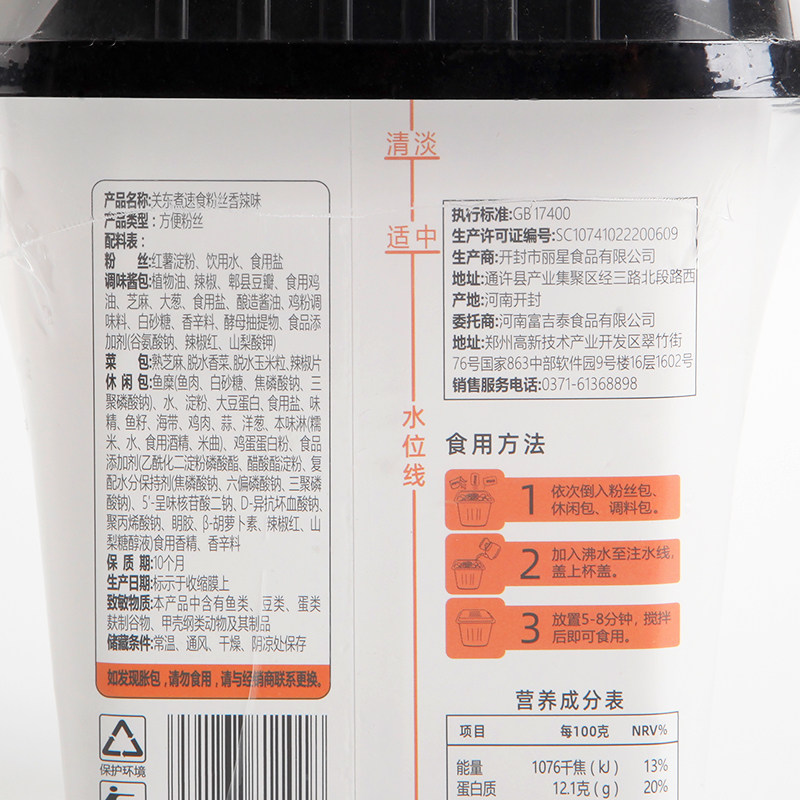 清淡
适中
水位线
产品名称:关东煮速食粉丝香辣味
产品类型:方便粉丝
配料表:
粉 丝:红薯淀粉、饮用水、食用盐
调味酱包:植物油、辣椒、郫县豆瓣、食用鸡
油、芝麻、大葱、食用盐、酿造酱油、鸡粉调
味料、白砂糖、香辛料、酵母抽提物、食品添
加剂(谷氨酸钠、辣椒红、山梨酸钾)
菜 包:熟芝麻,脱水香菜,脱水玉米粒,辣椒片
休 闲 包:鱼糜(鱼肉、白砂糖、焦磷酸钠、三
聚磷酸钠)、水、淀粉、大豆蛋白、食用盐、味
精、鱼籽、海带、鸡肉、蒜、洋葱、本味淋(糯
米、水、食用酒精、米曲)、鸡蛋蛋白粉、食品
添加剂(乙酰化二淀粉磷酸酯、醋酸酯淀粉、复
配水分保持剂(焦磷酸钠、六偏磷酸钠、三聚磷
酸钠)、5'-呈味核苷酸二钠、D-异抗坏血酸钠、
聚丙烯酸钠、明胶、β-胡萝卜素、辣椒红、山
梨糖醇液)食用香精、香辛料
保 质 期:10个月
生产日期:标示于收缩膜上
致敏物质:本产品中含有鱼类、豆类、蛋类
麸制谷物、甲壳纲类动物及其制品
储藏条件:常温、通风、干燥、阴凉处保存
如发现胀包,请勿食用,请与经销商联系更换。
保护环境
执行标准:GB 17400
生产许可证编号:SC10741022200609
生产商:开封市丽星食品有限公司
地址:通许县产业集聚区经三路北段路西
产地:河南开封
委托商:河南富吉泰食品有限公司
地址:郑州高新技术产业开发区翠竹街
76号国家863中部软件园9号楼16层1602号
销售服务电话:0371-61368898
食用方法
1 依次倒入粉丝包、
休闲包、调料包。
2 加入沸水至注水线,
盖上杯盖。
3 放置5-8分钟,搅拌
后即可食用。
营养成分表
项目 每100克 NRV%
能量 1076千焦(kJ) 13%
蛋白质 12.1克(g) 20%